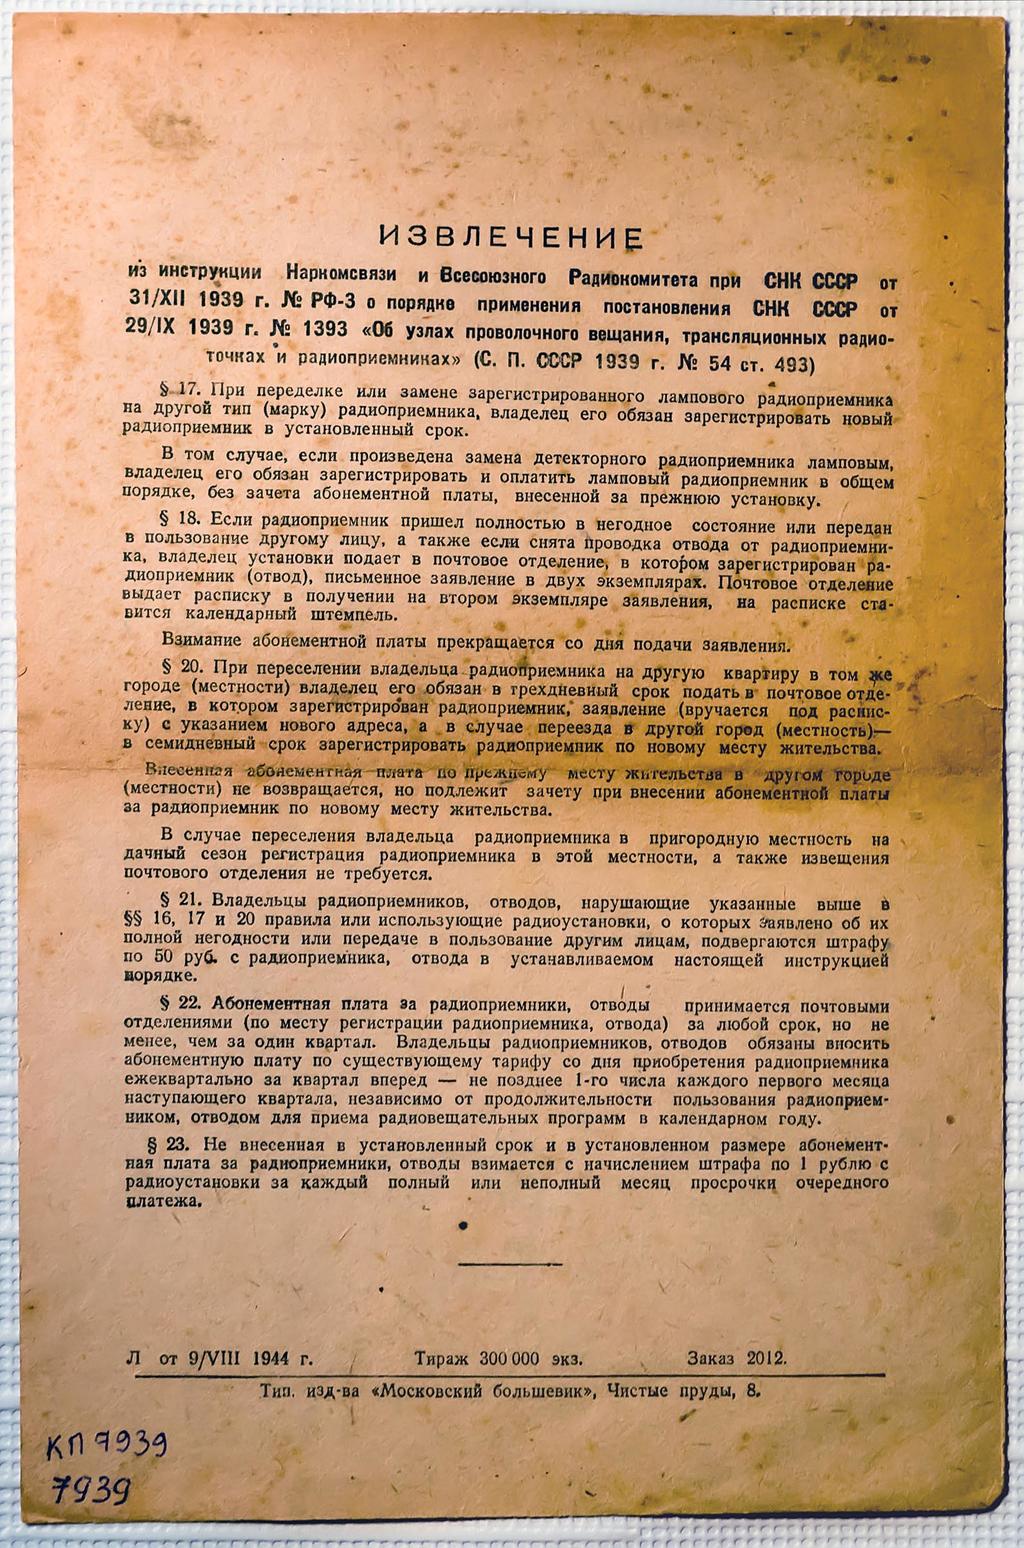 ИЗВЛЕЧЕНИЕ
из инструкции Наркомсвязи и Всесоюзного Радиокомитета при СНК СССР от
31/XII 1939 г. № РФ-3 о порядке применения постановления СНК СССР от
29/IX 1939 г. № 1393 «Об узлах проволочного вещания, трансляционных радио-
точках и радиоприемниках» (С. П. СССР 1939 г. № 54 ст. 493)
§ 17. При переделке или замене зарегистрированного лампового радиоприемника
на другой тип (марку) радиоприемника, владелец его обязан зарегистрировать новый
радиоприемник в установленный срок.
В том случае, если произведена замена детекторного радиоприемника ламповым,
владелец его обязан зарегистрировать и оплатить ламповый радиоприемник в общем
порядке, без зачета абонементной платы, внесенной за прежнюю установку.
§ 18. Если радиоприемник пришел полностью в негодное состояние или передан
в пользование другому лицу, а также если снята проводка отвода от радиоприемни-
ка, владелец установки подает в почтовое отделение, в котором зарегистрирован ра-
диоприемник (отвод), письменное заявление в двух экземплярах. Почтовое отделение
выдает расписку в получении на втором экземпляре заявления, на расписке ста-
вится календарный штемпель.
Взимание абонементной платы прекращается со дня подачи заявления.
§ 20. При переселении владельца радиоприемника на другую квартиру в том же
городе (местности) владелец его обязан в трехдневный срок подать в почтовое отде-
ление, в котором зарегистрирован радиоприемник, заявление (вручается под распис-
ку) с указанием нового адреса, а в случае переезда в другой город (местность)—
в семидневный срок зарегистрировать радиоприемник по новому месту жительства.
Внесенная абонементная плата по прежнему месту жительства в другом городе
(местности) не возвращается, но подлежит зачету при внесении абонементной платы
за радиоприемник по новому месту жительства.
В случае переселения владельца радиоприемника в пригородную местность на
дачный сезон регистрация радиоприемника в этой местности, а также извещения
почтового отделения не требуется.
§ 21. Владельцы радиоприемников, отводов, нарушающие указанные выше в
§§ 16, 17 и 20 правила или использующие радиоустановки, о которых заявлено об их
полной негодности или передаче в пользование другим лицам, подвергаются штрафу
по 50 руб. с радиоприемника, отвода в устанавливаемом настоящей инструкцией
порядке.
§ 22. Абонементная плата за радиоприемники, отводы принимается почтовыми
отделениями (по месту регистрации радиоприемника, отвода) за любой срок, но не
менее, чем за один квартал. Владельцы радиоприемников, отводов обязаны вносить
абонементную плату по существующему тарифу со дня приобретения радиоприемника
ежеквартально за квартал вперед — не позднее 1-го числа каждого первого месяца
наступающего квартала, независимо от продолжительности пользования радиоприем-
ником, отводом для приема радиовещательных программ в календарном году.
§ 23. Не внесенная в установленный срок и в установленном размере абонемент-
ная плата за радиоприемники, отводы взимается с начислением штрафа по 1 рублю с
радиоустановки за каждый полный или неполный месяц просрочки очередного
платежа.
Л от 9/VIII 1944 г. Тираж 300 000 экз. Заказ 2012.
Тип. изд-ва «Московский большевик», Чистые пруды, 8.
КП 7939
7939